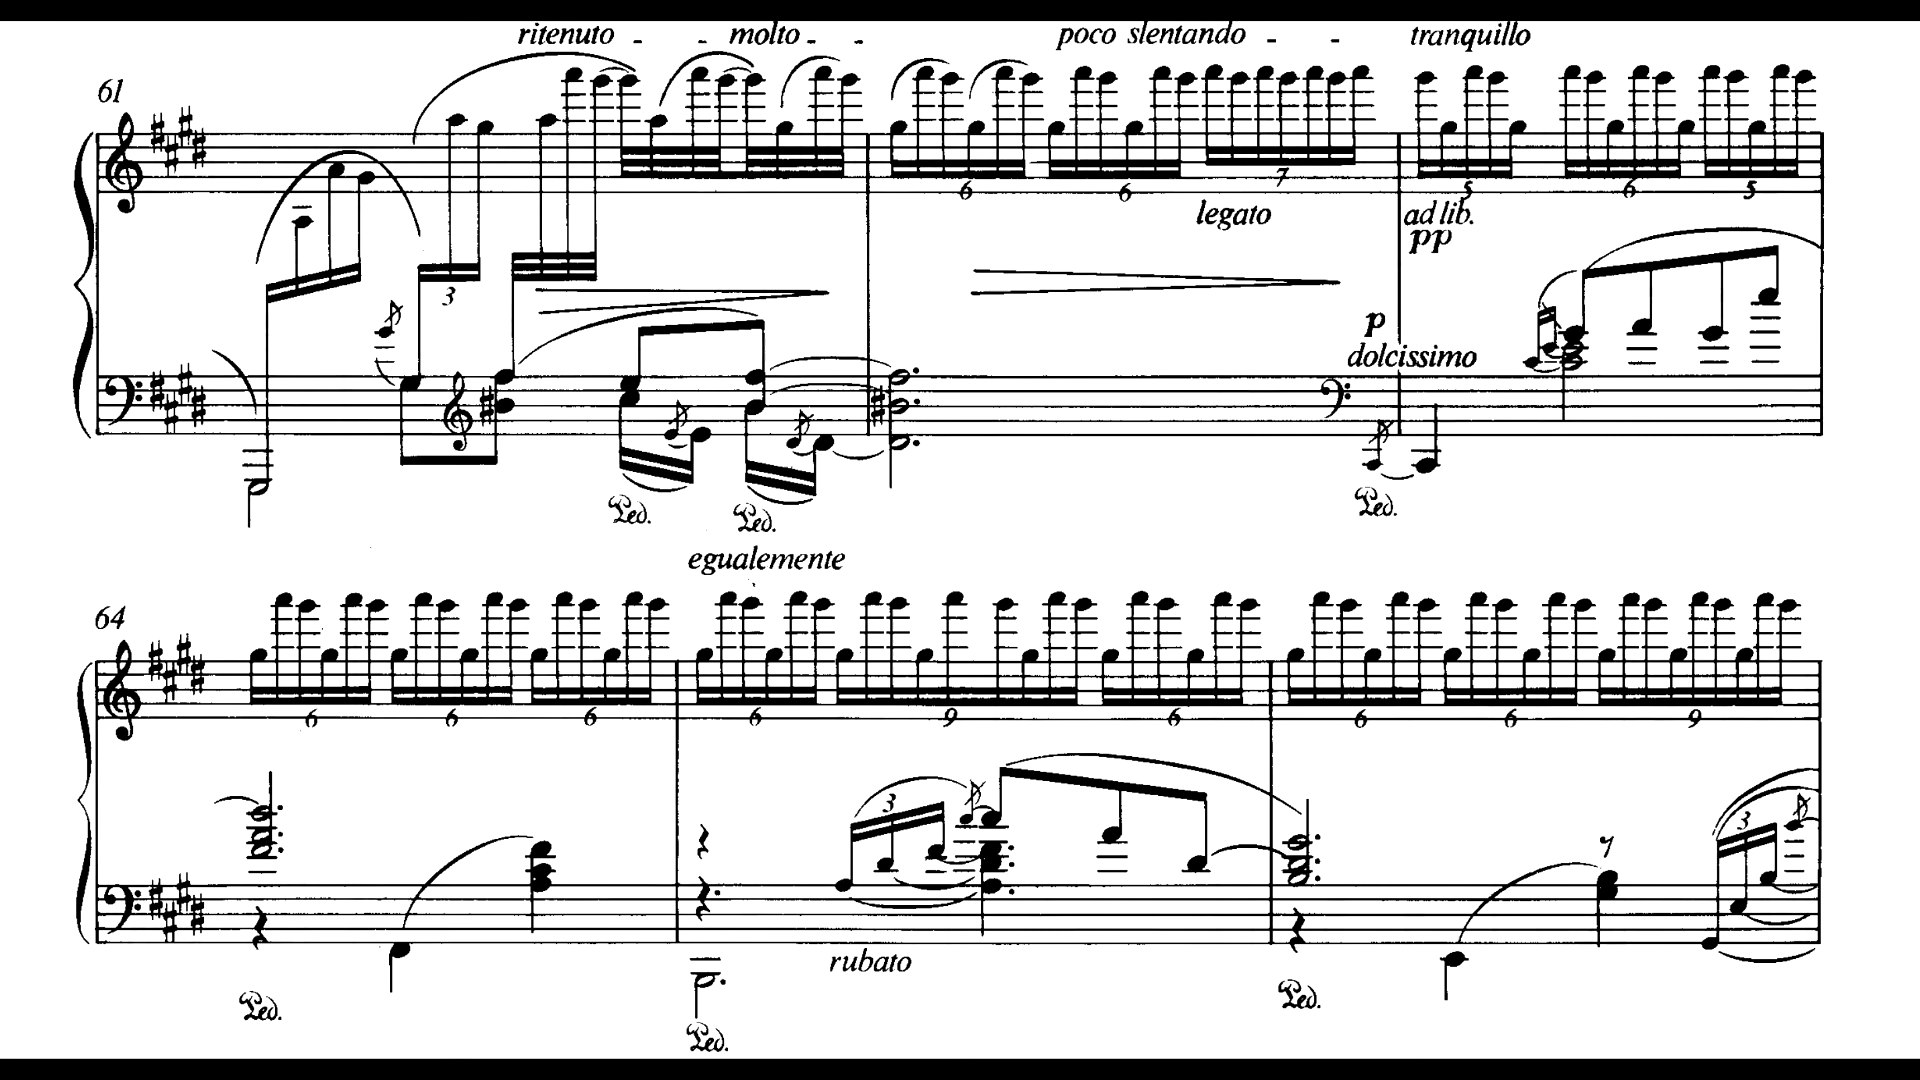 ritenuto - - molto - - poco slentando - - tranquillo
61
3
6 6 7 5 6 5
legato ad lib.
pp
p
dolcissimo
Ped. Ped. Ped.
egualemente
64
6 6 6 6 9 6 6 6 9
3 3
rubato
Ped. Ped. Ped.